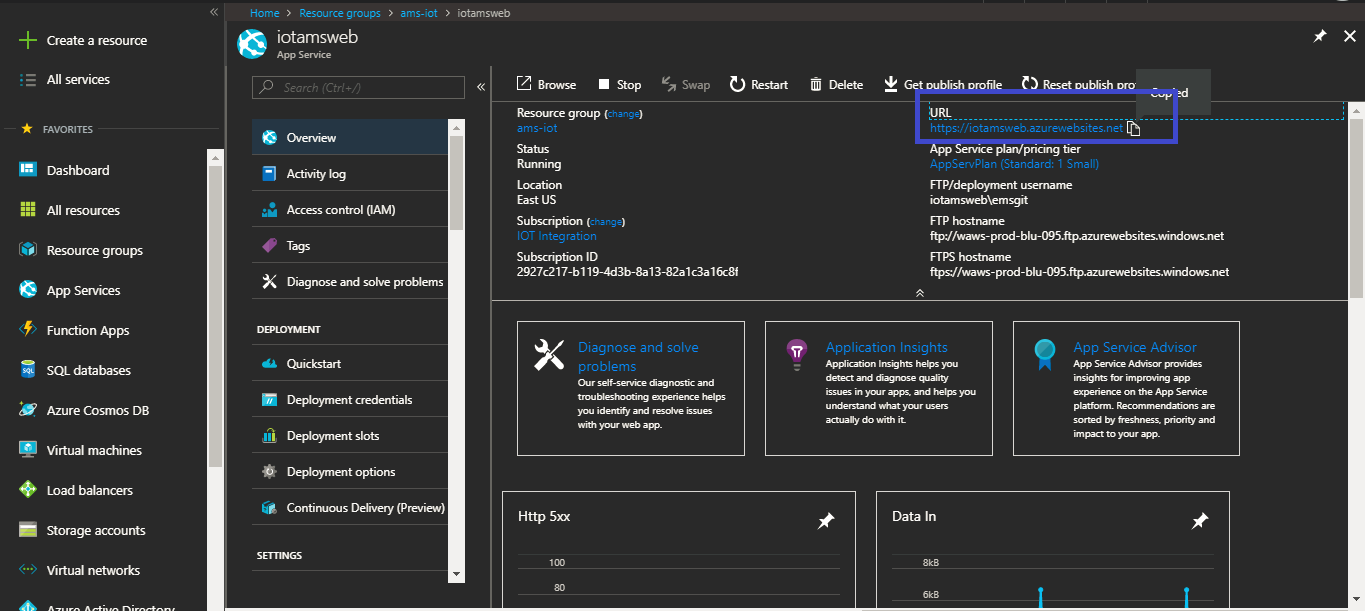 Home > Resource groups > ams-iot > iotamsweb
Create a resource
All services
FAVORITES
Dashboard
All resources
Resource groups
App Services
Function Apps
SQL databases
Azure Cosmos DB
Virtual machines
Load balancers
Storage accounts
Virtual networks
Azure Active Directory
iotamsweb
App Service
Search (Ctrl+/)
Overview
Activity log
Access control (IAM)
Tags
Diagnose and solve problems
DEPLOYMENT
Quickstart
Deployment credentials
Deployment slots
Deployment options
Continuous Delivery (Preview)
SETTINGS
Browse Stop Swap Restart Delete Get publish profile Reset publish pro
Copied
Resource group (change)
ams-iot
Status
Running
Location
East US
Subscription (change)
IOT Integration
Subscription ID
2927c217-b119-4d3b-8a13-82a1c3a16c8f
URL
https://iotamsweb.azurewebsites.net
App Service plan/pricing tier
AppServPlan (Standard: 1 Small)
FTP/deployment username
iotamsweb\emsgit
FTP hostname
ftp://waws-prod-blu-095.ftp.azurewebsites.windows.net
FTPS hostname
ftps://waws-prod-blu-095.ftp.azurewebsites.windows.net
Diagnose and solve
problems
Our self-service diagnostic and
troubleshooting experience helps
you identify and resolve issues
with your web app.
Application Insights
Application Insights helps you
detect and diagnose quality
issues in your apps, and helps you
understand what your users
actually do with it.
App Service Advisor
App Service Advisor provides
insights for improving app
experience on the App Service
platform. Recommendations are
sorted by freshness, priority and
impact to your app.
Http 5xx
100
80
Data In
8kB
6kB